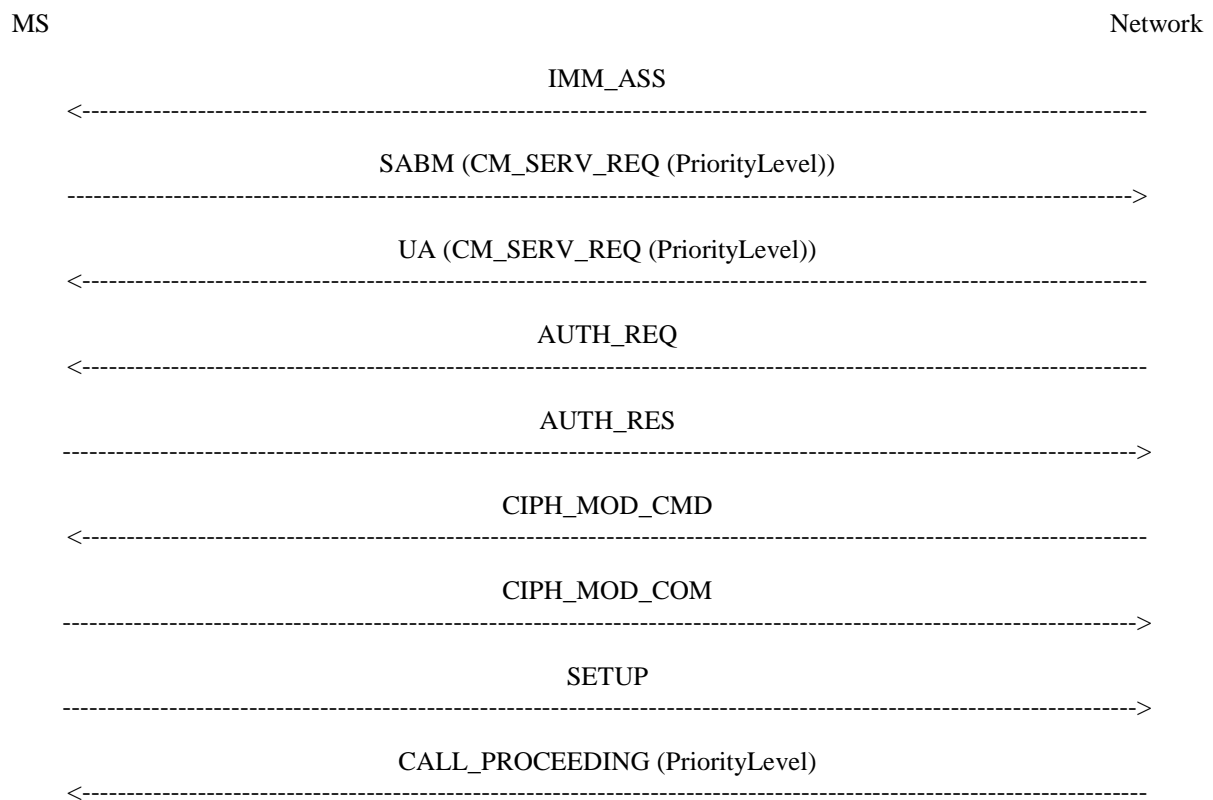 MS Network
IMM_ASS
<------------------------------------------------------------------------------------------------------------------------
SABM (CM_SERV_REQ (PriorityLevel))
------------------------------------------------------------------------------------------------------------------------>
UA (CM_SERV_REQ (PriorityLevel))
<------------------------------------------------------------------------------------------------------------------------
AUTH_REQ
<------------------------------------------------------------------------------------------------------------------------
AUTH_RES
------------------------------------------------------------------------------------------------------------------------>
CIPH_MOD_CMD
<------------------------------------------------------------------------------------------------------------------------
CIPH_MOD_COM
------------------------------------------------------------------------------------------------------------------------>
SETUP
------------------------------------------------------------------------------------------------------------------------>
CALL_PROCEEDING (PriorityLevel)
<------------------------------------------------------------------------------------------------------------------------